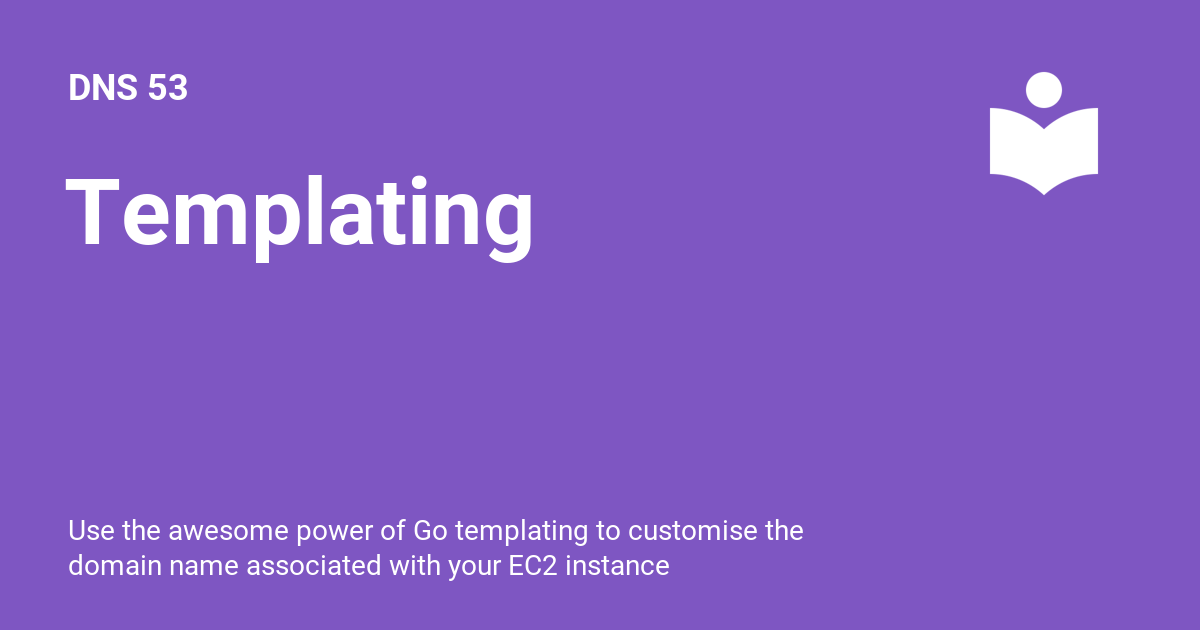 DNS 53
Templating
Use the awesome power of Go templating to customise the
domain name associated with your EC2 instance